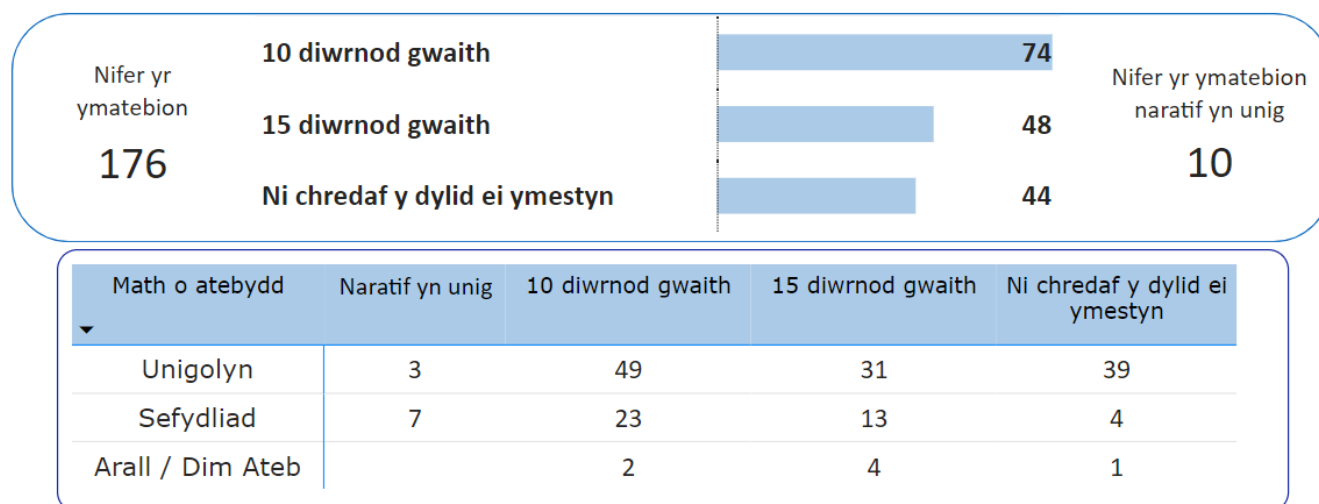 Nifer yr
ymatebion
176
10 diwrnod gwaith 74
15 diwrnod gwaith 48
Ni chredaf y dylid ei ymestyn 44
Nifer yr ymatebion
naratif yn unig
10
Math o atebydd Naratif yn unig 10 diwrnod gwaith 15 diwrnod gwaith Ni chredaf y dylid ei
ymestyn
Unigolyn 3 49 31 39
Sefydliad 7 23 13 4
Arall / Dim Ateb 2 4 1